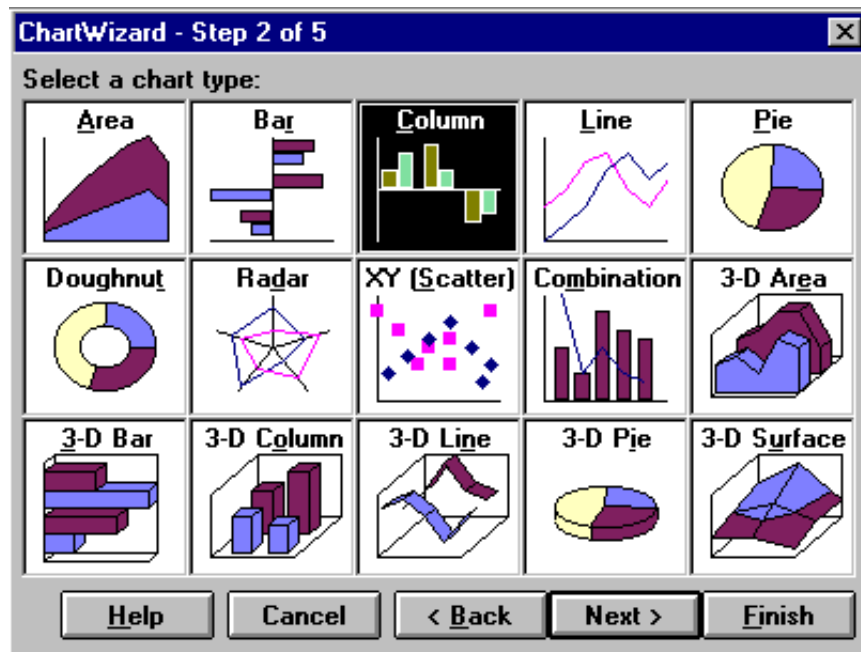 ChartWizard - Step 2 of 5
Select a chart type:
Area Bar Column Line Pie
Doughnut Radar XY (Scatter) Combination 3-D Area
3-D Bar 3-D Column 3-D Line 3-D Pie 3-D Surface
Help Cancel < Back Next > Finish